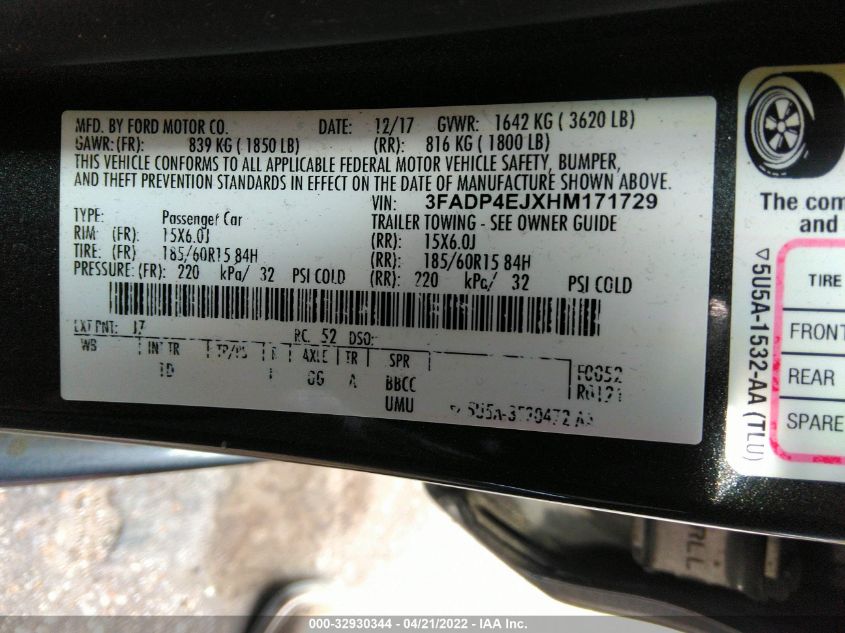 MFD. BY FORD MOTOR CO. DATE: 12/17 GVWR: 1642 KG ( 3620 LB)
GAWR:(FR): 839 KG ( 1850 LB) (RR): 816 KG ( 1800 LB)
THIS VEHICLE CONFORMS TO ALL APPLICABLE FEDERAL MOTOR VEHICLE SAFETY, BUMPER,
AND THEFT PREVENTION STANDARDS IN EFFECT ON THE DATE OF MANUFACTURE SHOWN ABOVE.
VIN: 3FADP4EJXHM171729
TYPE: Passenger Car TRAILER TOWING - SEE OWNER GUIDE
RIM (FR): 15X6.0J (RR): 15X6.0J
TIRE: (FR): 185/60R15 84H (RR): 185/60R15 84H
PRESSURE: (FR): 220 kPa/ 32 PSI COLD (RR): 220 kPa/ 32 PSI COLD
EXT PNT: J7 RC: 52 DSO:
WB INT TR TP/PS R AXLE TR SPR
TD GG A BBCC
UMU
The com
and
TIRE
FRONT
REAR
SPARE
▽5U5A-1532-AA (TLU)
RLL
000-32930344 - 04/21/2022 - IAA Inc.